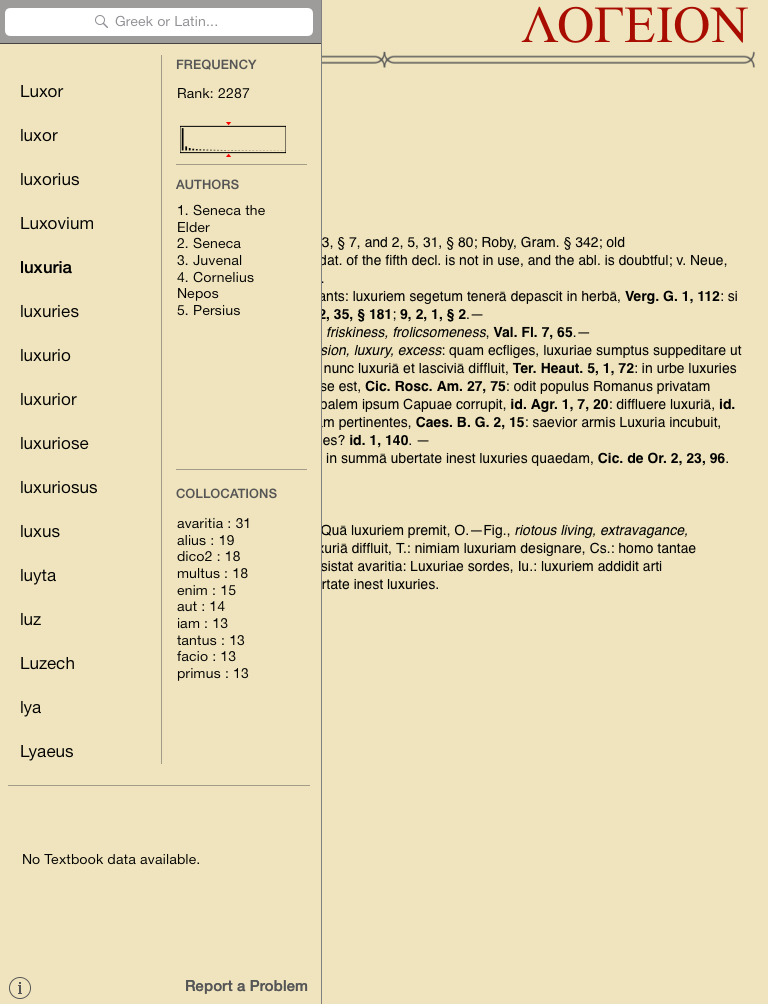 Greek or Latin...
ΛΟΓΕΙΟΝ
Luxor
luxor
luxorius
Luxovium
luxuria
luxuries
luxurio
luxurior
luxuriose
luxuriosus
luxus
luyta
luz
Luzech
lya
Lyaeus
FREQUENCY
Rank: 2287
AUTHORS
1. Seneca the
Elder
2. Seneca
3. Juvenal
4. Cornelius
Nepos
5. Persius
COLLOCATIONS
avaritia : 31
alius : 19
dico2 : 18
multus : 18
enim : 15
aut : 14
iam : 13
tantus : 13
facio : 13
primus : 13
3, § 7, and 2, 5, 31, § 80; Roby, Gram. § 342; old
dat. of the fifth decl. is not in use, and the abl. is doubtful; v. Neue,
.
ants: luxuriem segetum tenerā depascit in herbā, Verg. G. 1, 112: si
2, 35, § 181; 9, 2, 1, § 2.—
friskiness, frolicsomeness, Val. Fl. 7, 65.—
sion, luxury, excess: quam ecfliges, luxuriae sumptus suppeditare ut
nunc luxuriā et lasciviā diffluit, Ter. Heaut. 5, 1, 72: in urbe luxuries
se est, Cic. Rosc. Am. 27, 75: odit populus Romanus privatam
balem ipsum Capuae corrupit, id. Agr. 1, 7, 20: diffluere luxuriā, id.
am pertinentes, Caes. B. G. 2, 15: saevior armis Luxuria incubuit,
es? id. 1, 140. —
in summā ubertate inest luxuries quaedam, Cic. de Or. 2, 23, 96.
Quā luxuriem premit, O.—Fig., riotous living, extravagance,
xuriā diffluit, T.: nimiam luxuriam designare, Cs.: homo tantae
sistat avaritia: Luxuriae sordes, Iu.: luxuriem addidit arti
rtate inest luxuries.
No Textbook data available.
i
Report a Problem